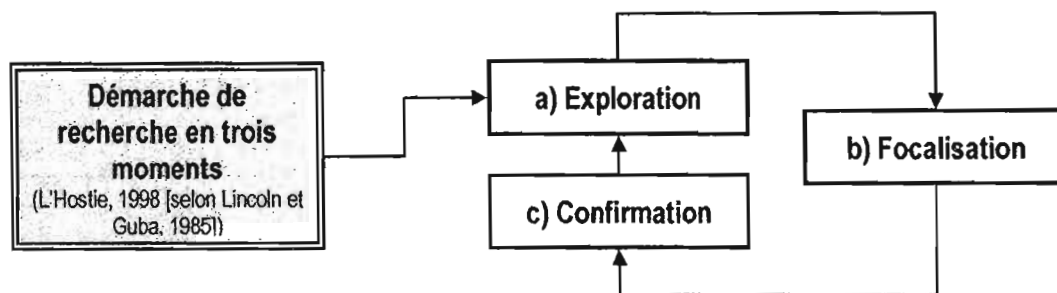 Démarche de
recherche en trois
moments
(L'Hostie, 1998 [selon Lincoln et
Guba, 1985])
a) Exploration
b) Focalisation
c) Confirmation